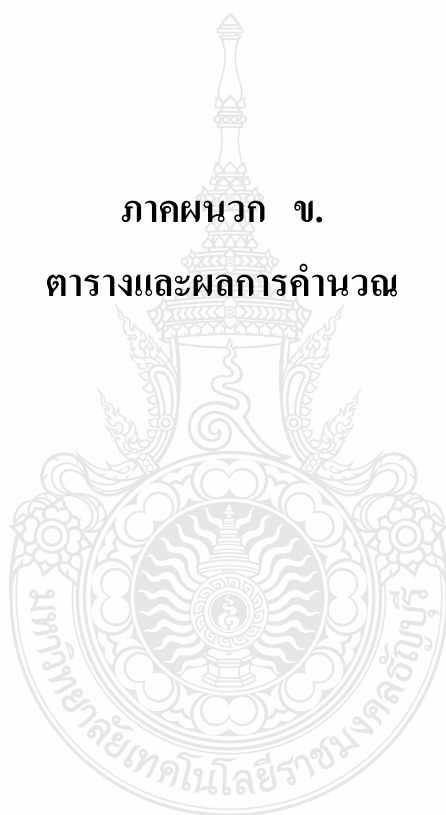 ภาคผนวก ข.
ตารางและผลการคำนวณ
มหาวิทยาลัยเทคโนโลยีราชมงคลธัญบุรี